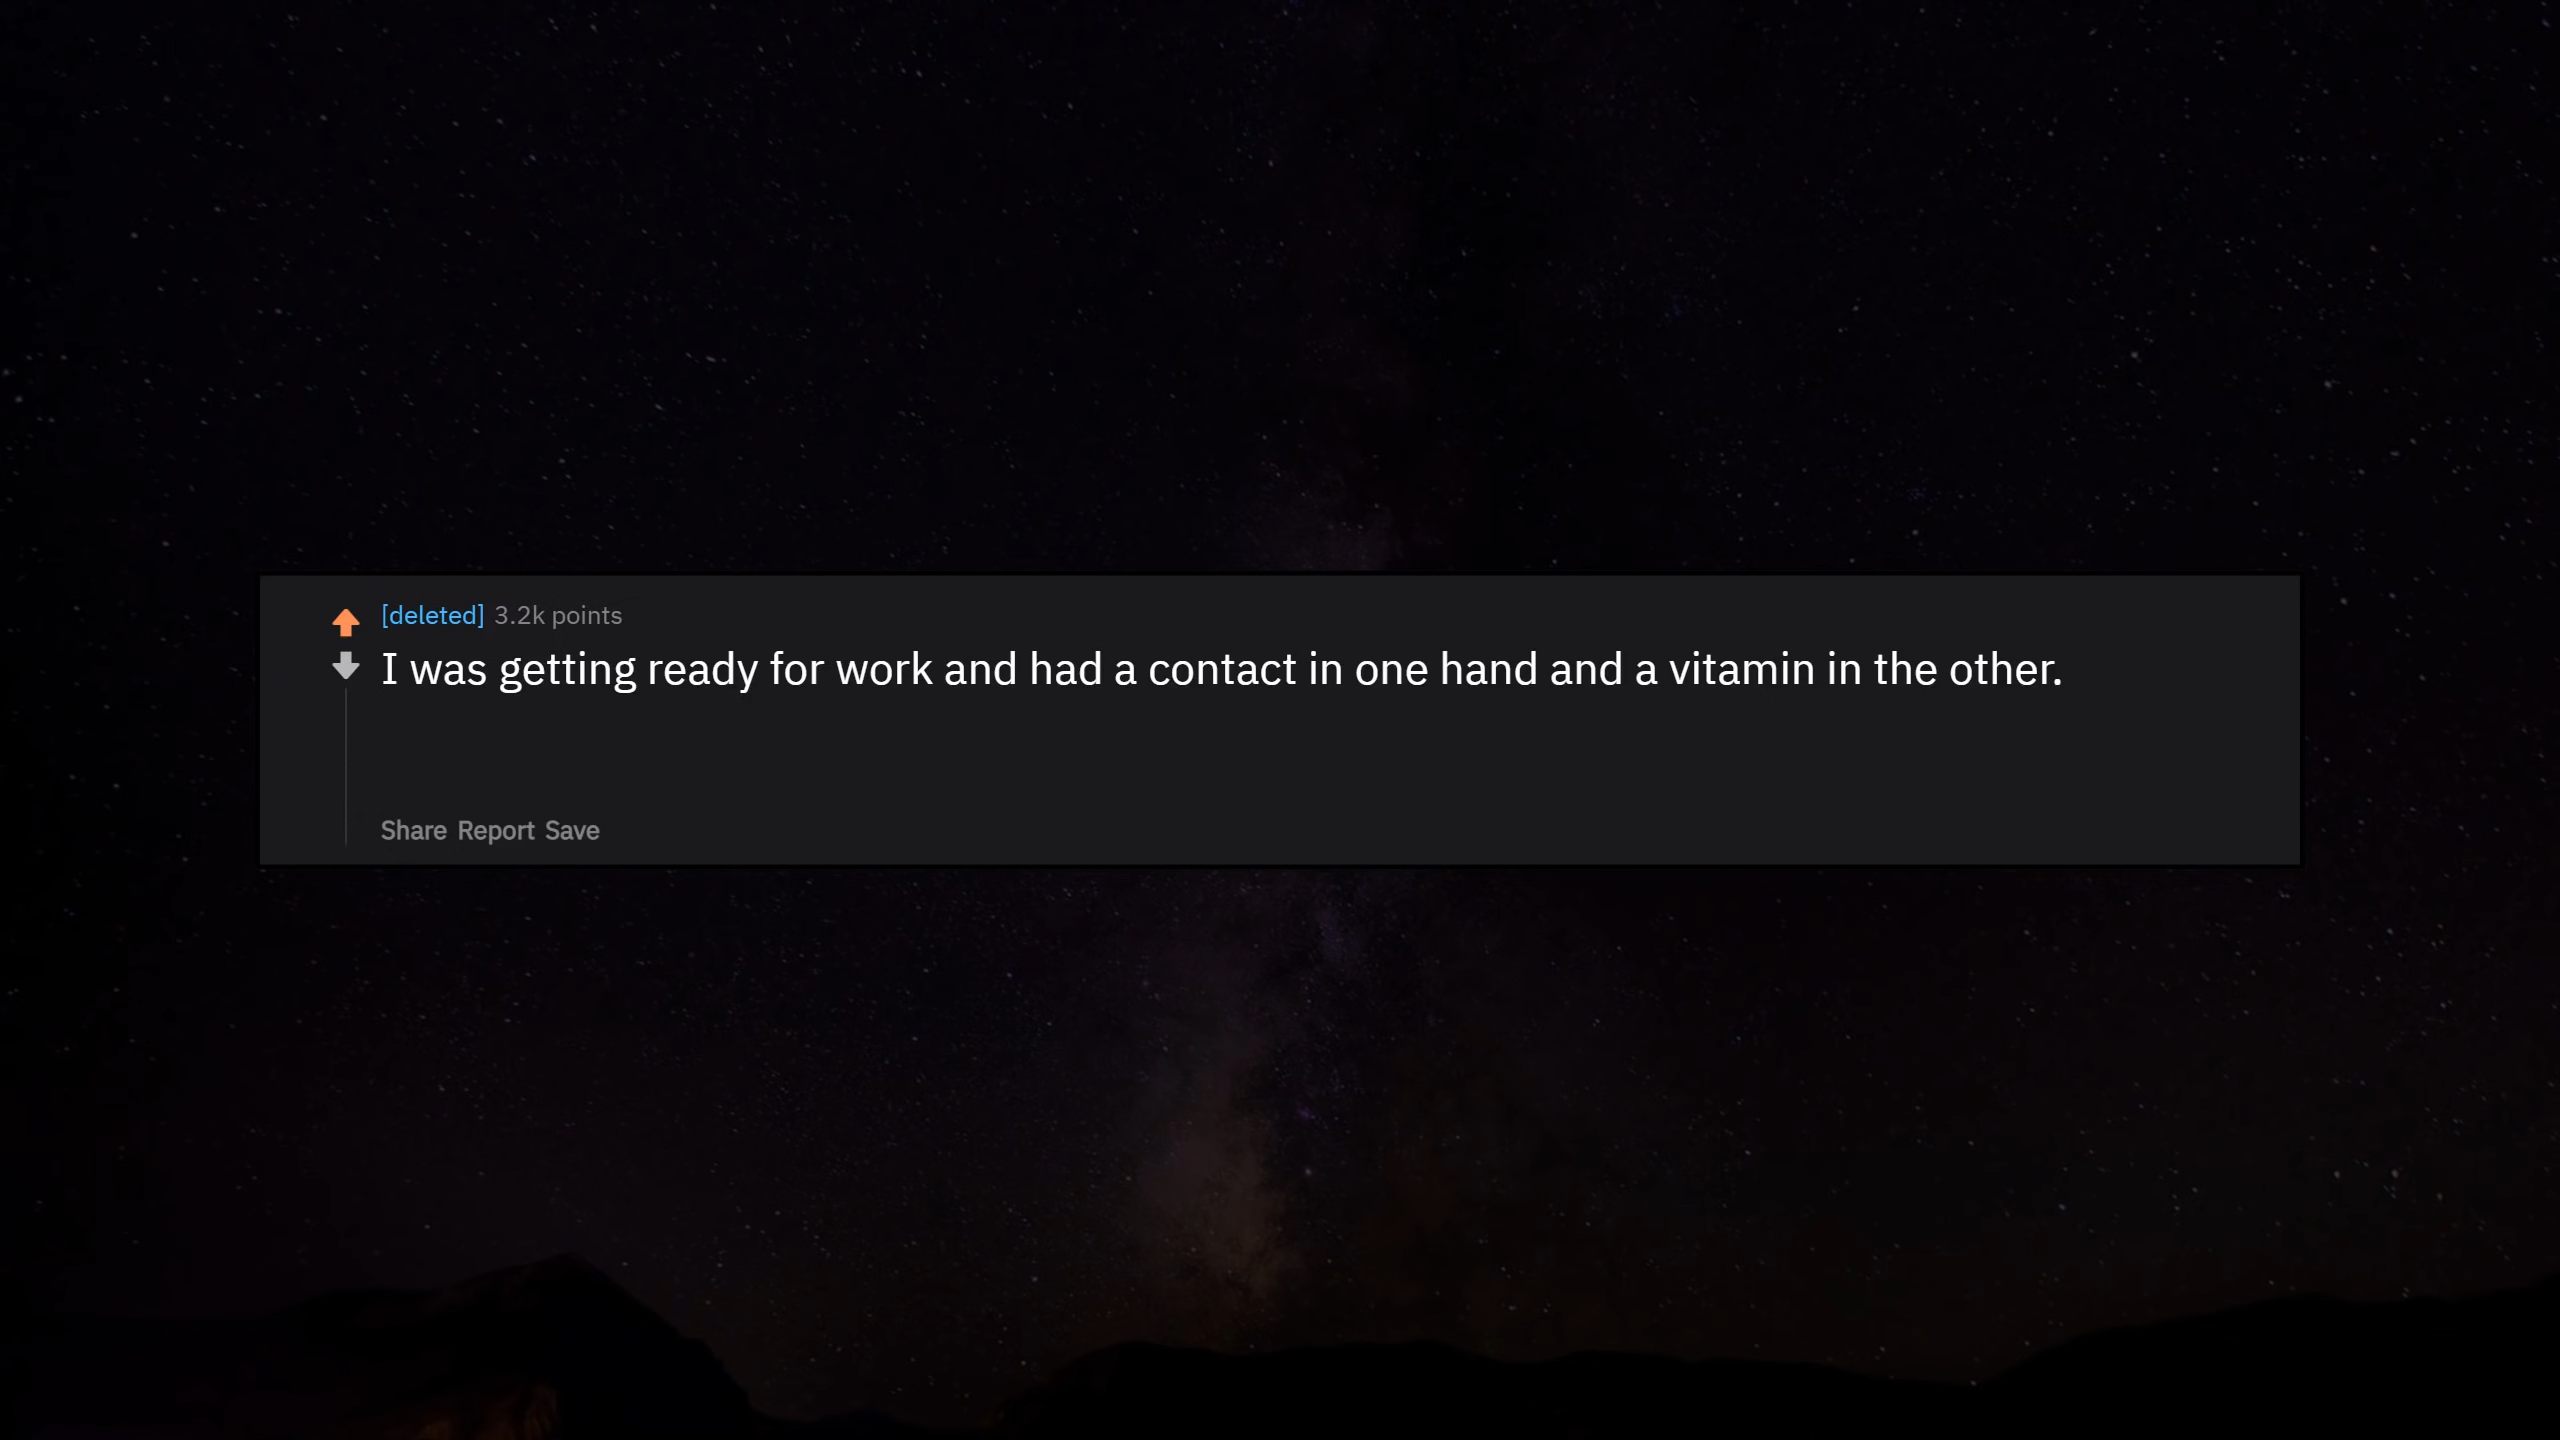 [deleted] 3.2k points
I was getting ready for work and had a contact in one hand and a vitamin in the other.
Share Report Save